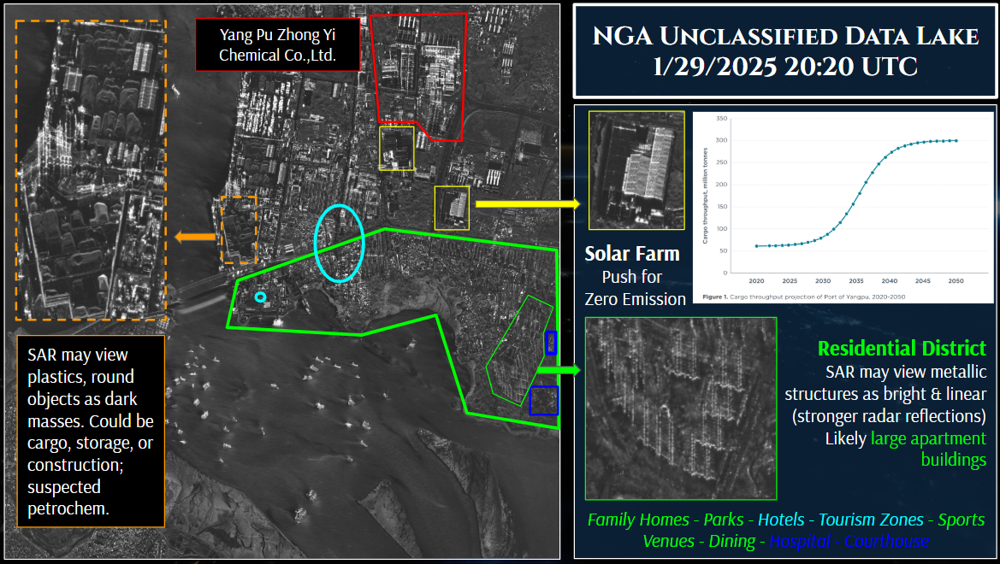 Yang Pu Zhong Yi
Chemical Co.,Ltd.
SAR may view
plastics, round
objects as dark
masses. Could be
cargo, storage, or
construction;
suspected
petrochem.
NGA Unclassified Data Lake
1/29/2025 20:20 UTC
Solar Farm
Push for
Zero Emission
Cargo throughput, million tonnes
350
300
250
200
150
100
50
0
2020 2025 2030 2035 2040 2045 2050
Figure 1. Cargo throughput projection of Port of Yangpu, 2020-2050
Residential District
SAR may view metallic
structures as bright & linear
(stronger radar reflections)
Likely large apartment
buildings
Family Homes - Parks - Hotels - Tourism Zones - Sports
Venues - Dining - Hospital - Courthouse